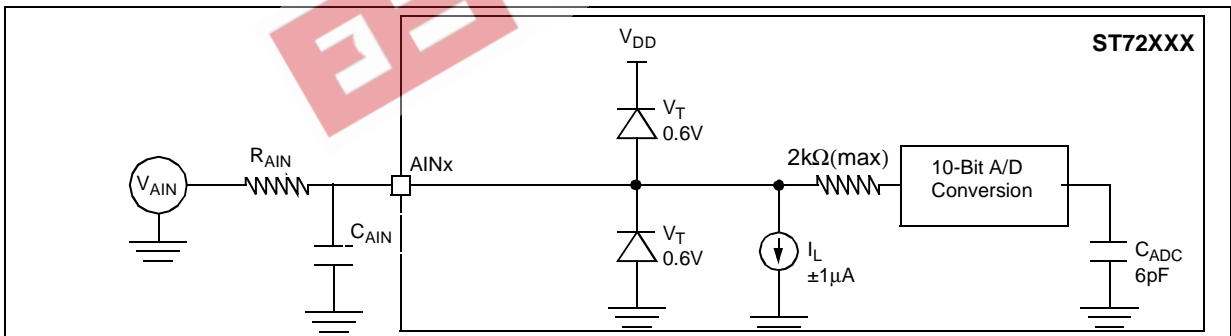 ST72XXX
VDD
VT
0.6V
RAIN
AINx
2kΩ(max)
10-Bit A/D
Conversion
VAIN
CAIN
VT
0.6V
IL
±1μA
CADC
6pF